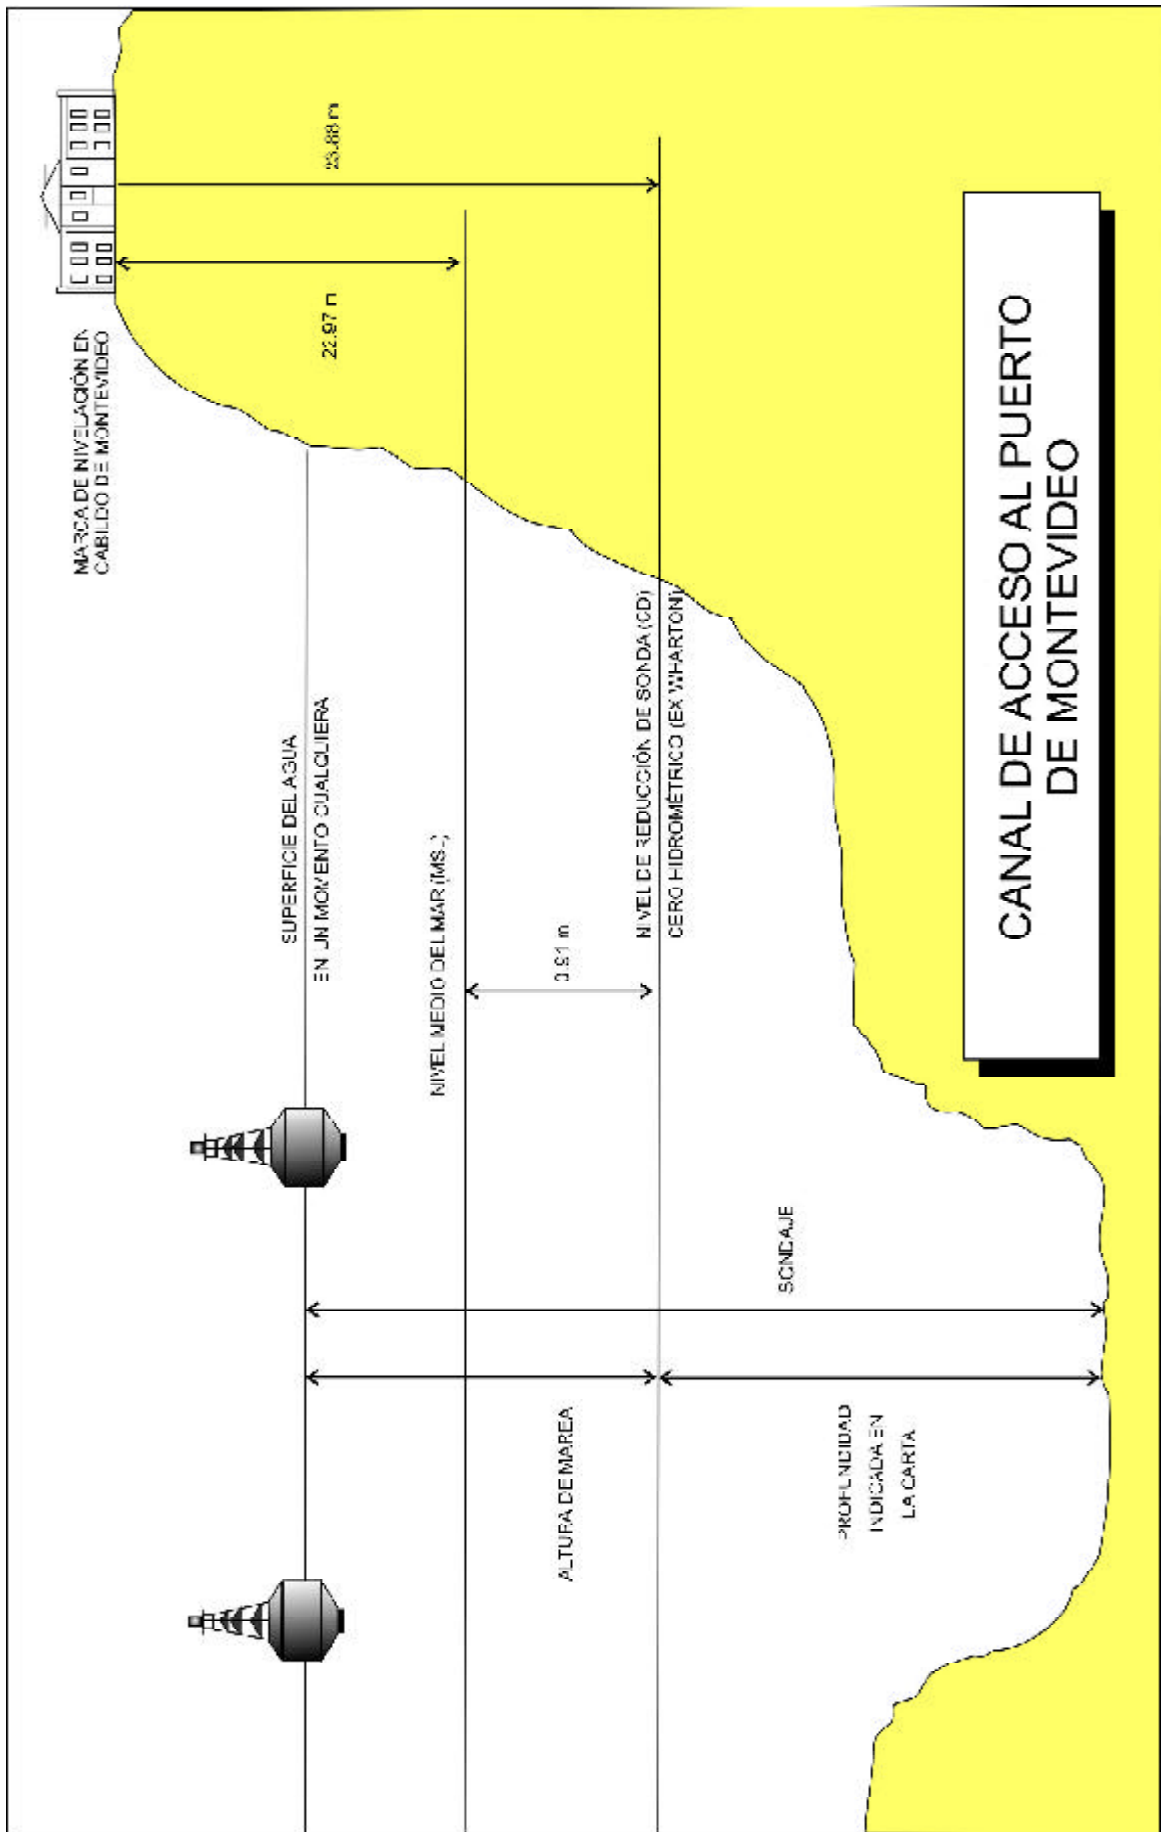 MARCA DE NIVELACIÓN EN
CABILDO DE MONTEVIDEO
23.88 m
22.97 m
SUPERFICIE DEL AGUA
EN UN MOMENTO CUALQUIERA
NIVEL MEDIO DEL MAR (MSL)
0.91 m
NIVEL DE REDUCCIÓN DE SONDA (CD)
CERO HIDROMÉTRICO (EX WHARTON)
SONDAJE
ALTURA DE MAREA
PROFUNDIDAD
INDICADA EN
LA CARTA
CANAL DE ACCESO AL PUERTO
DE MONTEVIDEO